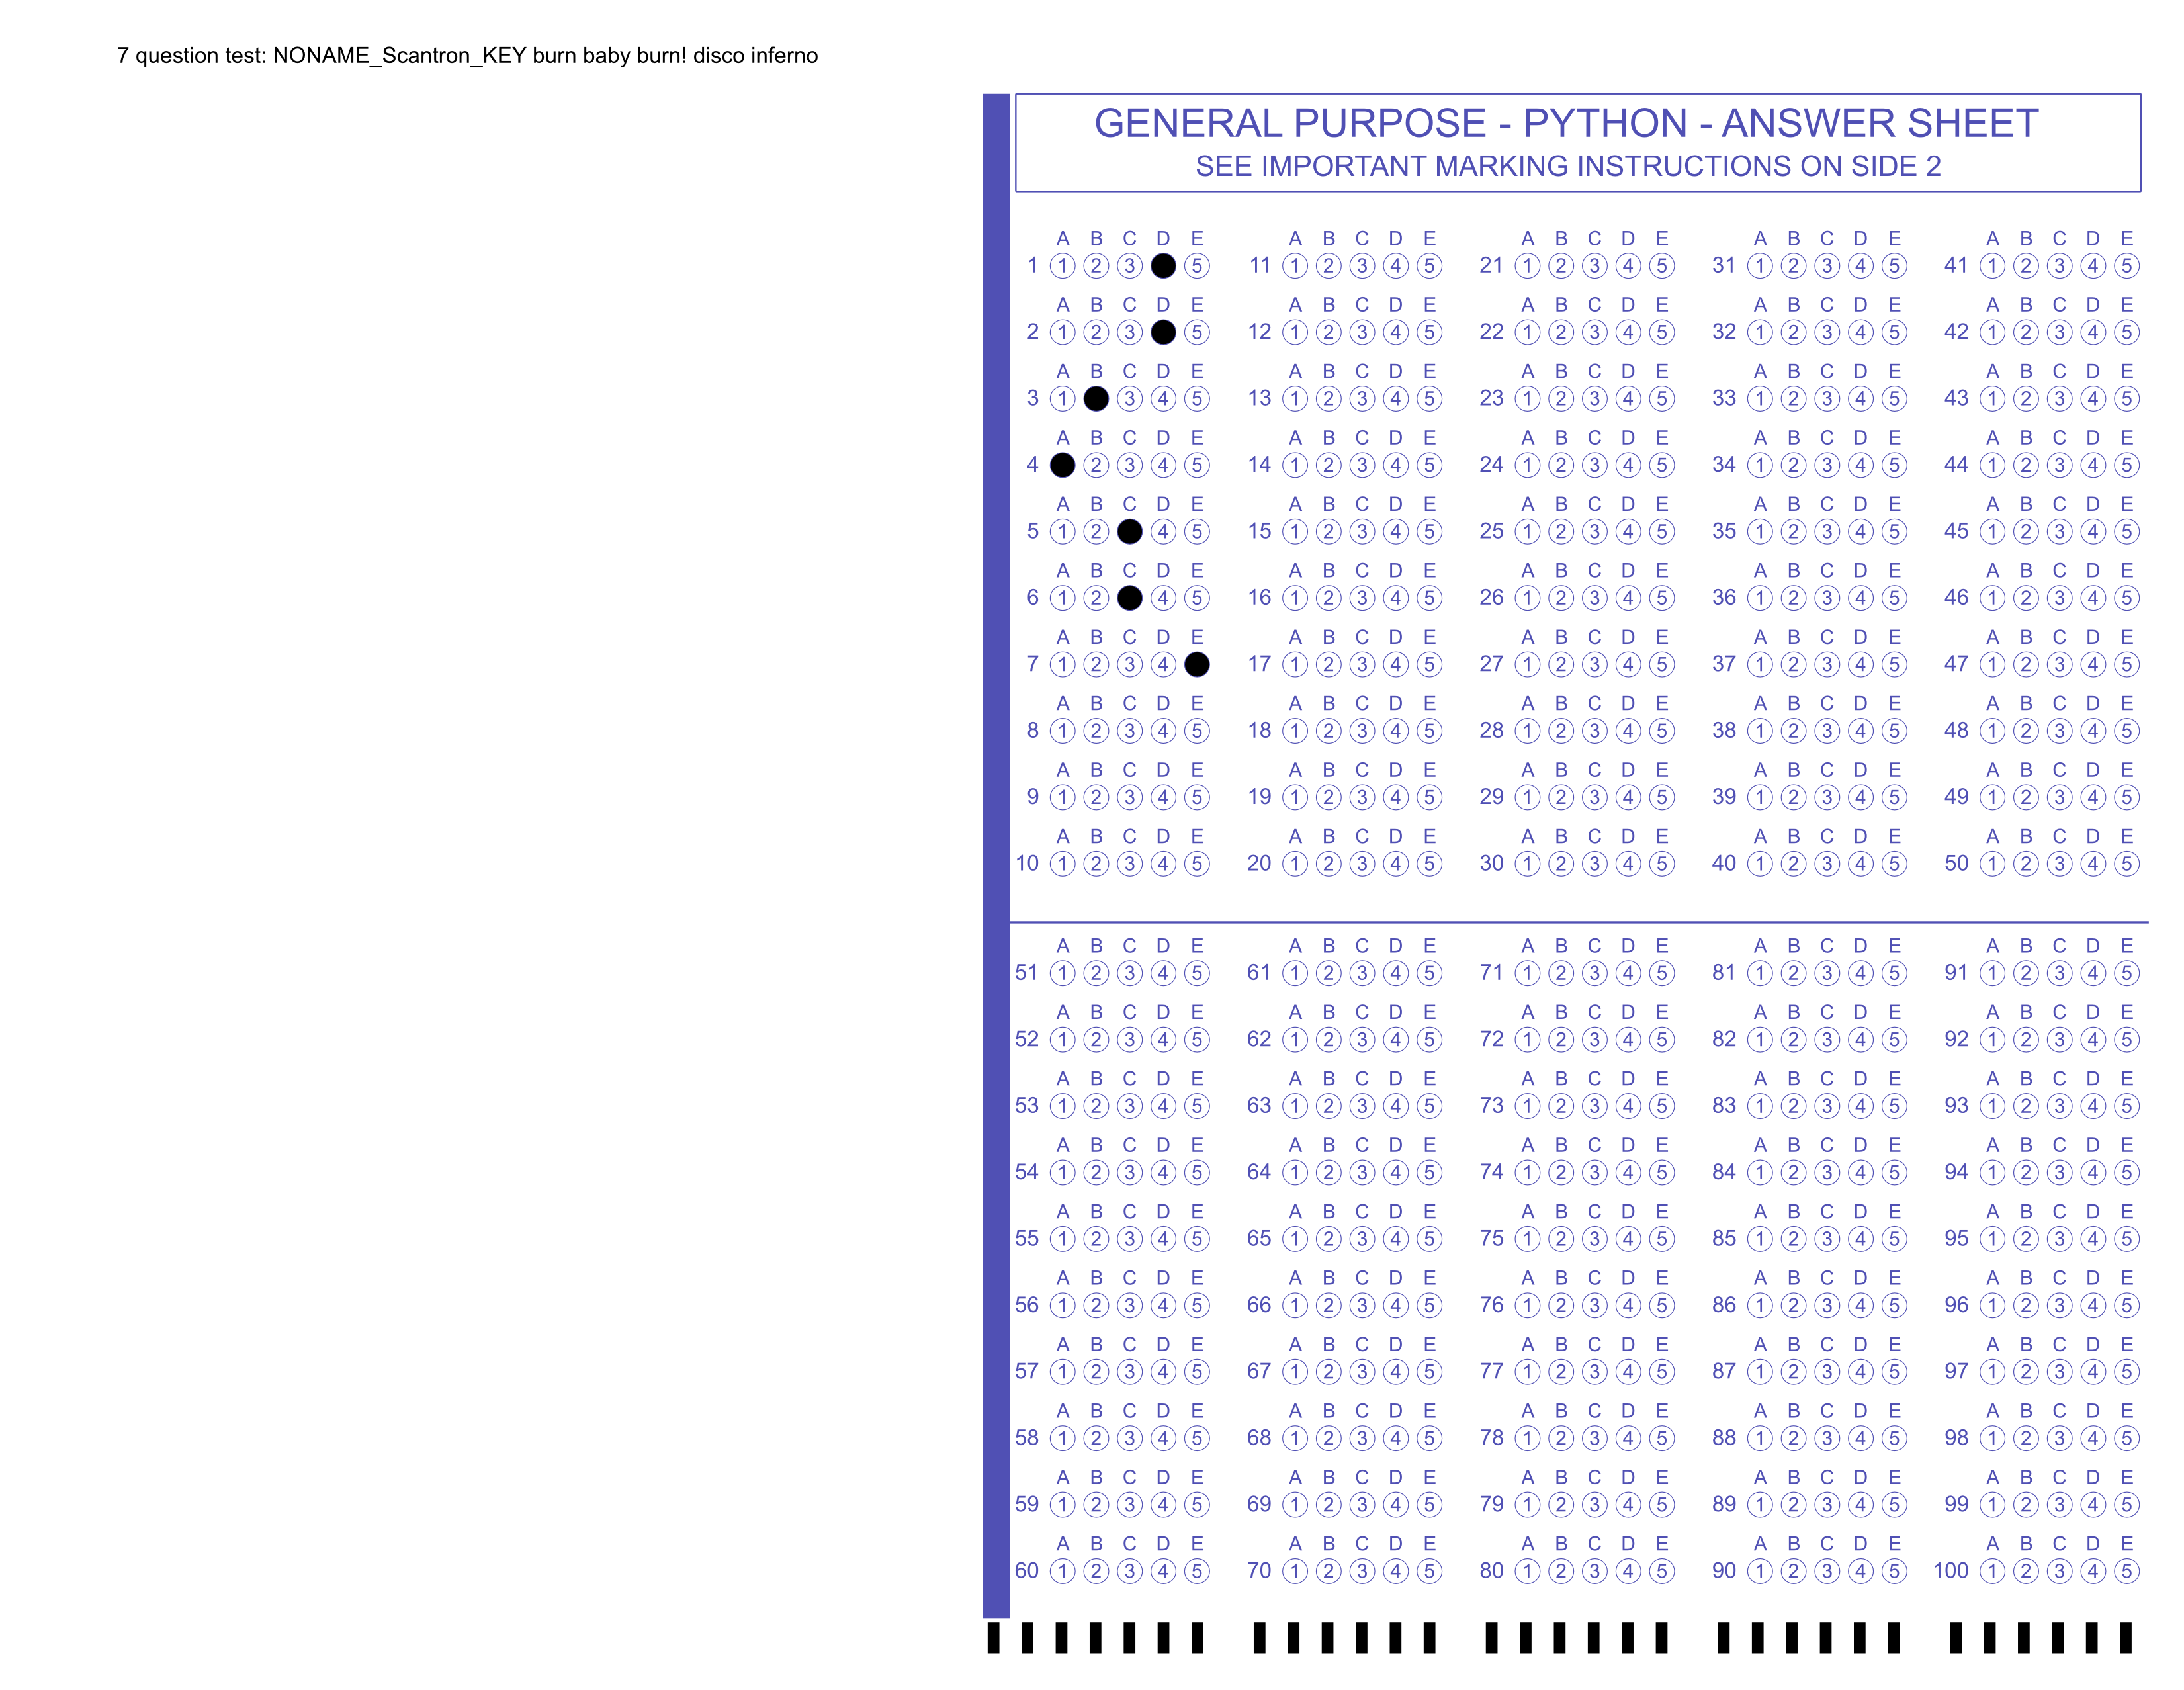 7 question test: NONAME_Scantron_KEY burn baby burn! disco inferno
GENERAL PURPOSE - PYTHON - ANSWER SHEET
SEE IMPORTANT MARKING INSTRUCTIONS ON SIDE 2
A B C D E A B C D E A B C D E A B C D E A B C D E
1 1 2 3 5 11 1 2 3 4 5 21 1 2 3 4 5 31 1 2 3 4 5 41 1 2 3 4 5
A B C D E A B C D E A B C D E A B C D E A B C D E
2 1 2 3 5 12 1 2 3 4 5 22 1 2 3 4 5 32 1 2 3 4 5 42 1 2 3 4 5
A B C D E A B C D E A B C D E A B C D E A B C D E
3 1 3 4 5 13 1 2 3 4 5 23 1 2 3 4 5 33 1 2 3 4 5 43 1 2 3 4 5
A B C D E A B C D E A B C D E A B C D E A B C D E
4 2 3 4 5 14 1 2 3 4 5 24 1 2 3 4 5 34 1 2 3 4 5 44 1 2 3 4 5
A B C D E A B C D E A B C D E A B C D E A B C D E
5 1 2 4 5 15 1 2 3 4 5 25 1 2 3 4 5 35 1 2 3 4 5 45 1 2 3 4 5
A B C D E A B C D E A B C D E A B C D E A B C D E
6 1 2 4 5 16 1 2 3 4 5 26 1 2 3 4 5 36 1 2 3 4 5 46 1 2 3 4 5
A B C D E A B C D E A B C D E A B C D E A B C D E
7 1 2 3 4 17 1 2 3 4 5 27 1 2 3 4 5 37 1 2 3 4 5 47 1 2 3 4 5
A B C D E A B C D E A B C D E A B C D E A B C D E
8 1 2 3 4 5 18 1 2 3 4 5 28 1 2 3 4 5 38 1 2 3 4 5 48 1 2 3 4 5
A B C D E A B C D E A B C D E A B C D E A B C D E
9 1 2 3 4 5 19 1 2 3 4 5 29 1 2 3 4 5 39 1 2 3 4 5 49 1 2 3 4 5
A B C D E A B C D E A B C D E A B C D E A B C D E
10 1 2 3 4 5 20 1 2 3 4 5 30 1 2 3 4 5 40 1 2 3 4 5 50 1 2 3 4 5
A B C D E A B C D E A B C D E A B C D E A B C D E
51 1 2 3 4 5 61 1 2 3 4 5 71 1 2 3 4 5 81 1 2 3 4 5 91 1 2 3 4 5
A B C D E A B C D E A B C D E A B C D E A B C D E
52 1 2 3 4 5 62 1 2 3 4 5 72 1 2 3 4 5 82 1 2 3 4 5 92 1 2 3 4 5
A B C D E A B C D E A B C D E A B C D E A B C D E
53 1 2 3 4 5 63 1 2 3 4 5 73 1 2 3 4 5 83 1 2 3 4 5 93 1 2 3 4 5
A B C D E A B C D E A B C D E A B C D E A B C D E
54 1 2 3 4 5 64 1 2 3 4 5 74 1 2 3 4 5 84 1 2 3 4 5 94 1 2 3 4 5
A B C D E A B C D E A B C D E A B C D E A B C D E
55 1 2 3 4 5 65 1 2 3 4 5 75 1 2 3 4 5 85 1 2 3 4 5 95 1 2 3 4 5
A B C D E A B C D E A B C D E A B C D E A B C D E
56 1 2 3 4 5 66 1 2 3 4 5 76 1 2 3 4 5 86 1 2 3 4 5 96 1 2 3 4 5
A B C D E A B C D E A B C D E A B C D E A B C D E
57 1 2 3 4 5 67 1 2 3 4 5 77 1 2 3 4 5 87 1 2 3 4 5 97 1 2 3 4 5
A B C D E A B C D E A B C D E A B C D E A B C D E
58 1 2 3 4 5 68 1 2 3 4 5 78 1 2 3 4 5 88 1 2 3 4 5 98 1 2 3 4 5
A B C D E A B C D E A B C D E A B C D E A B C D E
59 1 2 3 4 5 69 1 2 3 4 5 79 1 2 3 4 5 89 1 2 3 4 5 99 1 2 3 4 5
A B C D E A B C D E A B C D E A B C D E A B C D E
60 1 2 3 4 5 70 1 2 3 4 5 80 1 2 3 4 5 90 1 2 3 4 5 100 1 2 3 4 5